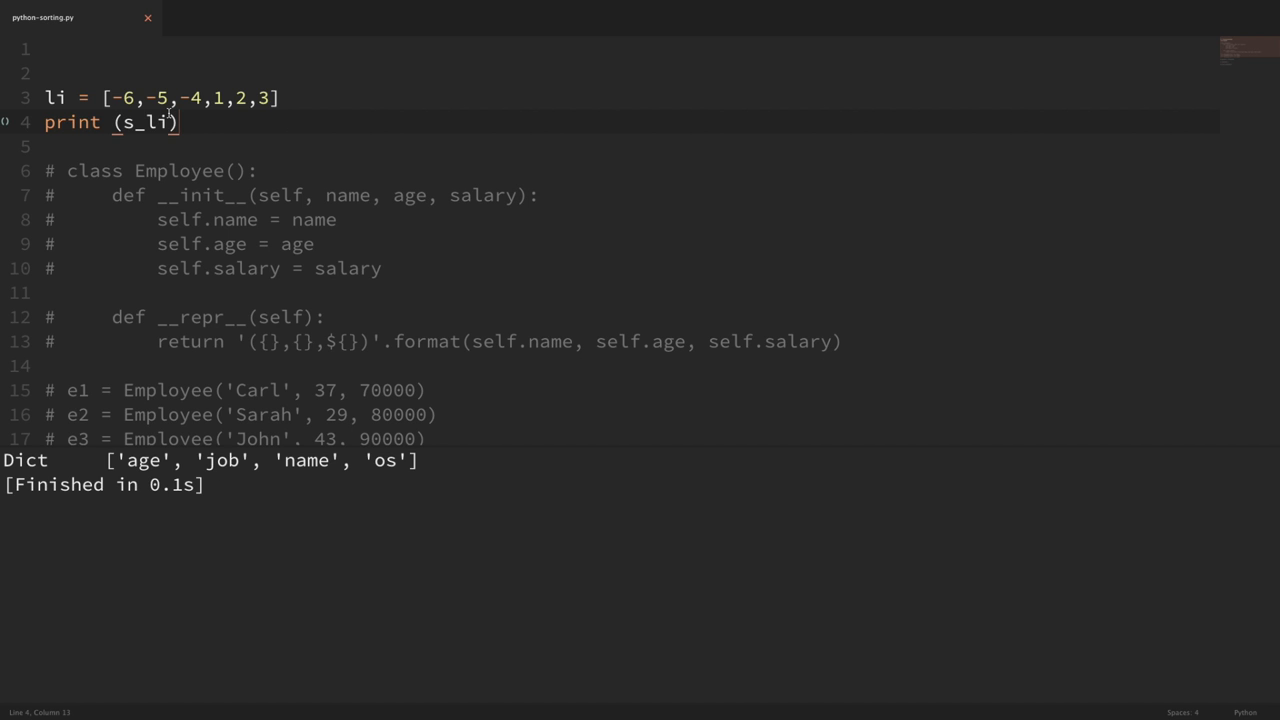 python-sorting.py ×
1
2
3 li = [-6,-5,-4,1,2,3]
() 4 print (s_li)
5
6 # class Employee():
7 #     def __init__(self, name, age, salary):
8 #         self.name = name
9 #         self.age = age
10 #         self.salary = salary
11
12 #     def __repr__(self):
13 #         return '({},{},${})'.format(self.name, self.age, self.salary)
14
15 # e1 = Employee('Carl', 37, 70000)
16 # e2 = Employee('Sarah', 29, 80000)
17 # e3 = Employee('John', 43, 90000)
Dict     ['age', 'job', 'name', 'os']
[Finished in 0.1s]
Line 4, Column 13 Spaces: 4 Python